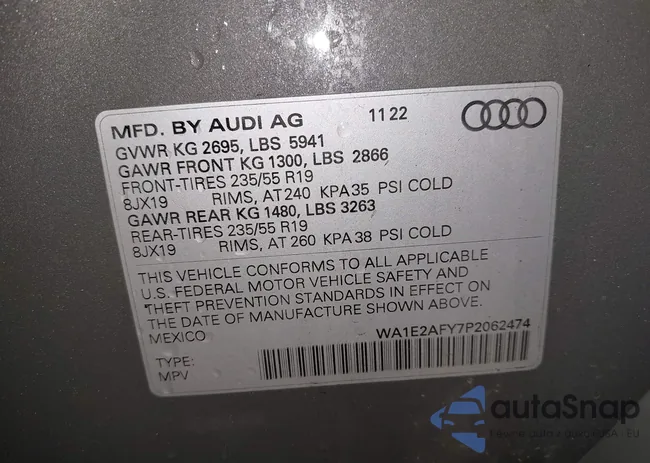 MFD. BY AUDI AG 11 22
GVWR KG 2695, LBS 5941
GAWR FRONT KG 1300, LBS 2866
FRONT-TIRES 235/55 R19
8JX19 RIMS, AT 240 KPA 35 PSI COLD
GAWR REAR KG 1480, LBS 3263
REAR-TIRES 235/55 R19
8JX19 RIMS, AT 260 KPA 38 PSI COLD
THIS VEHICLE CONFORMS TO ALL APPLICABLE
U.S. FEDERAL MOTOR VEHICLE SAFETY AND
THEFT PREVENTION STANDARDS IN EFFECT ON
THE DATE OF MANUFACTURE SHOWN ABOVE.
MEXICO WA1E2AFY7P2062474
TYPE:
MPV
autoSnap